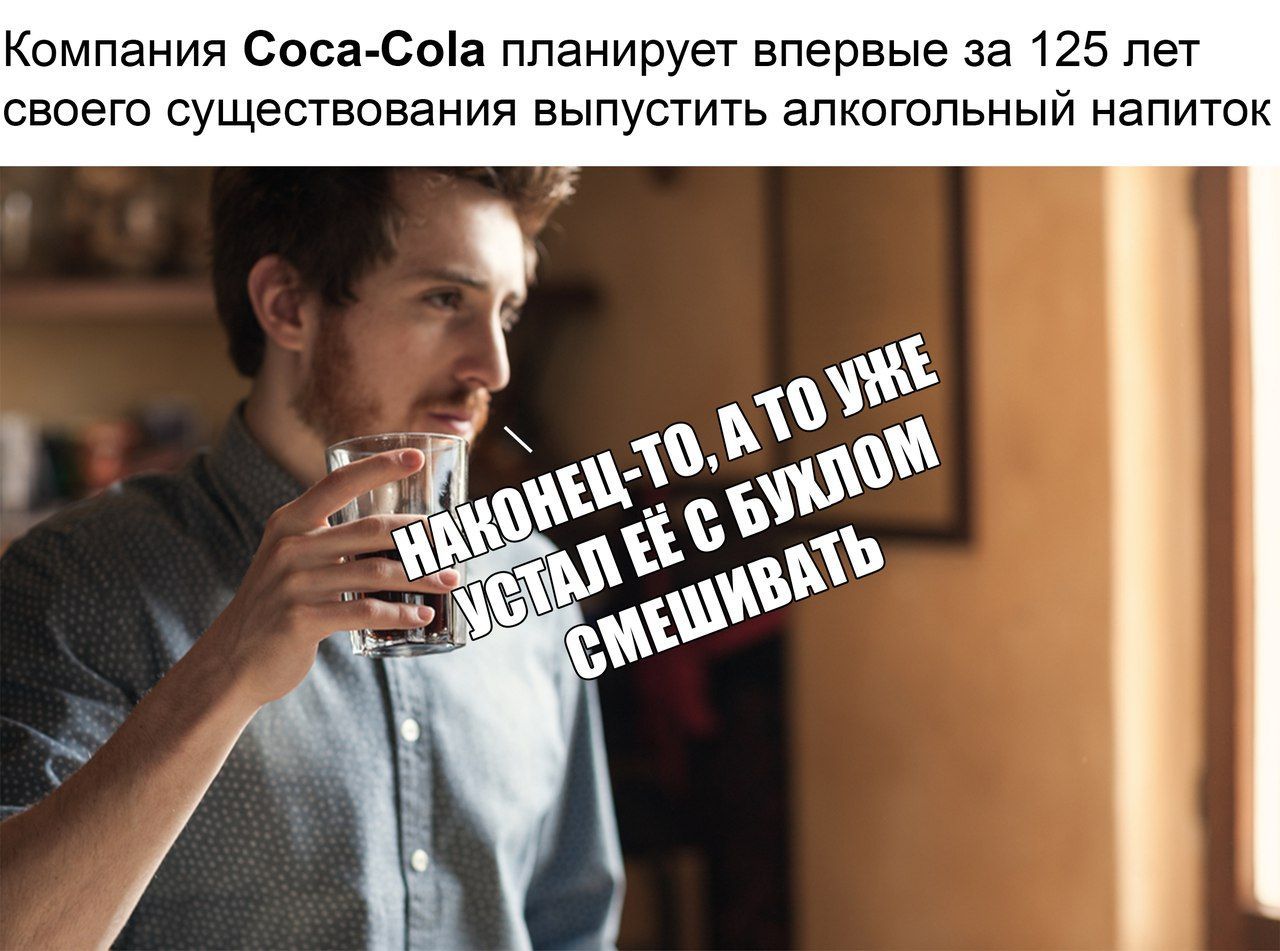 Компания Coca-Cola планирует впервые за 125 лет
своего существования выпустить алкогольный напиток
НАКОНЕЦ-ТО, А ТО УЖЕ
УСТАЛ ЕЁ С БУХЛОМ
СМЕШИВАТЬ